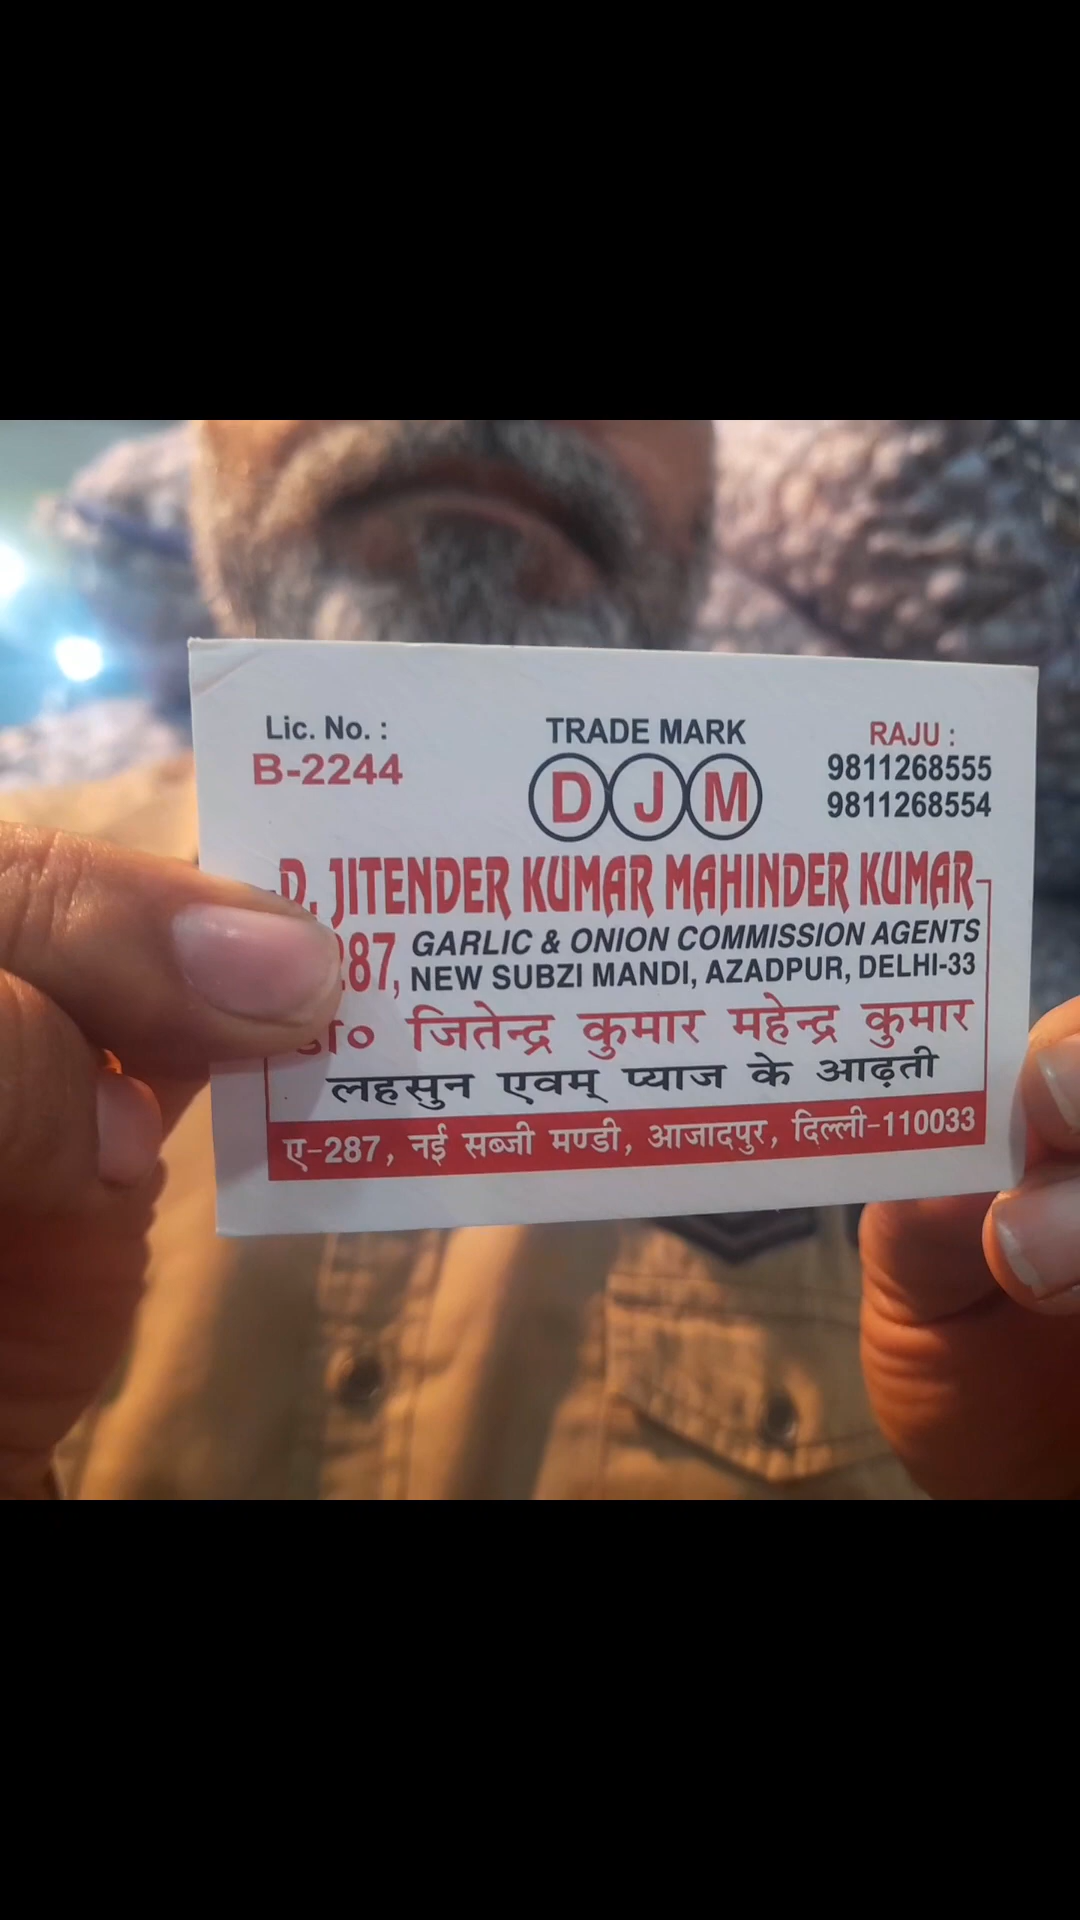 Lic. No. :
B-2244
TRADE MARK
D J M
RAJU :
9811268555
9811268554
D. JITENDER KUMAR MAHINDER KUMAR
287, GARLIC & ONION COMMISSION AGENTS
NEW SUBZI MANDI, AZADPUR, DELHI-33
जितेन्द्र कुमार महेन्द्र कुमार
लहसुन एवम् प्याज के आढ़ती
ए-287, नई सब्जी मण्डी, आजादपुर, दिल्ली-110033